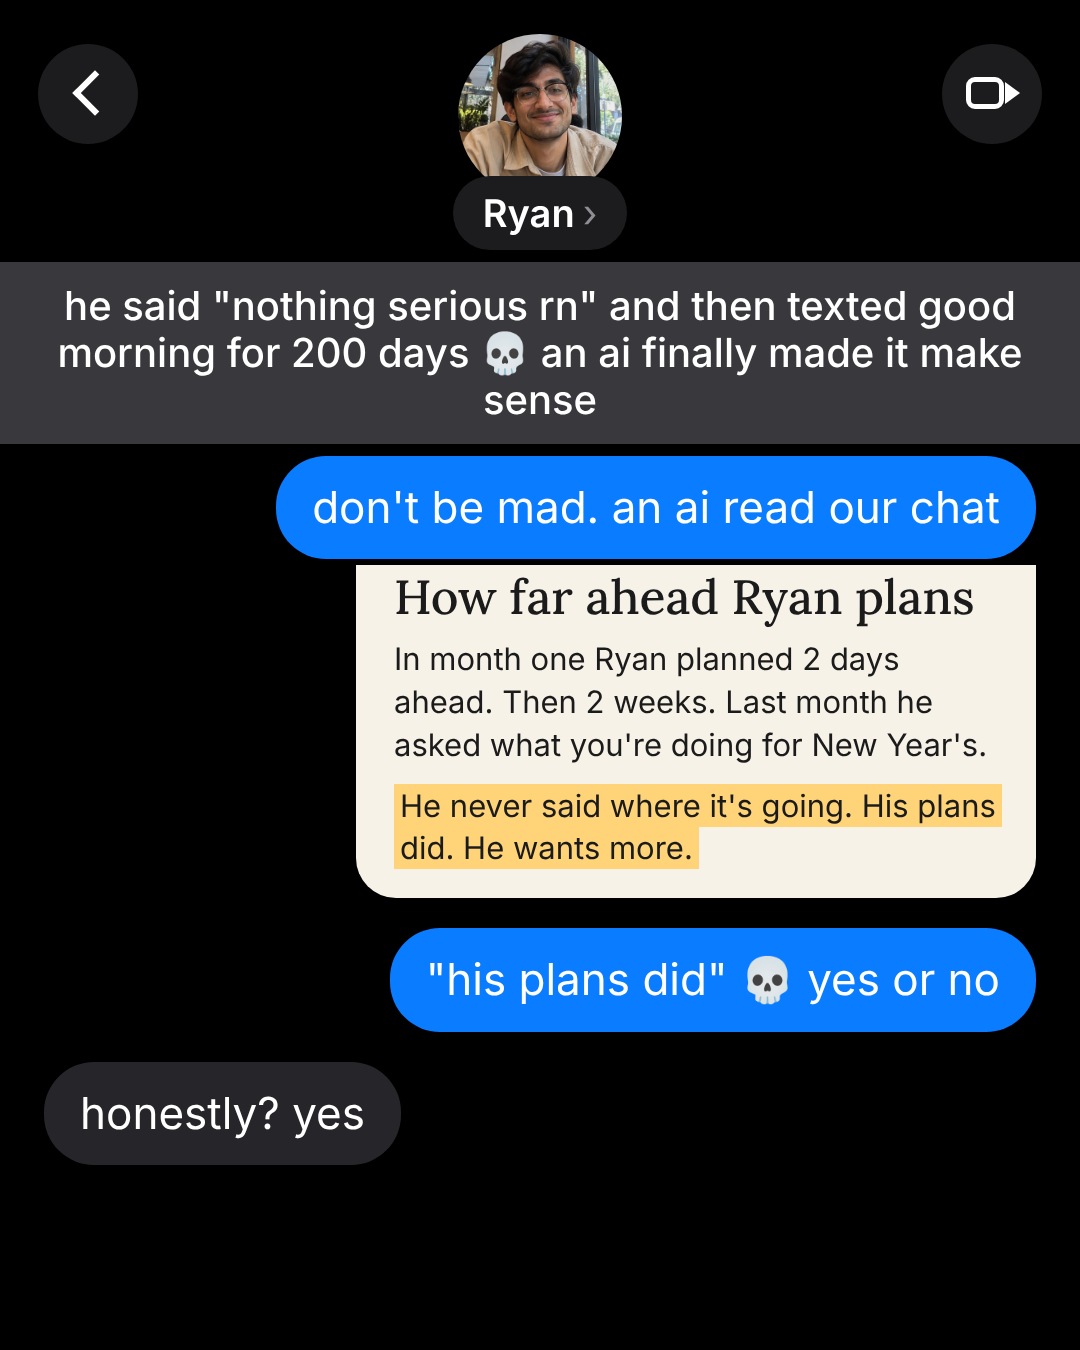 Ryan ›
he said "nothing serious rn" and then texted good
morning for 200 days 💀 an ai finally made it make
sense
don't be mad. an ai read our chat
How far ahead Ryan plans
In month one Ryan planned 2 days
ahead. Then 2 weeks. Last month he
asked what you're doing for New Year's.
He never said where it's going. His plans
did. He wants more.
"his plans did" 💀 yes or no
honestly? yes